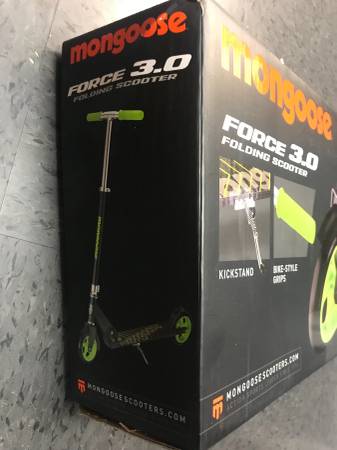 mongoose
FORCE 3.0
FOLDING SCOOTER
MONGOOSESCOOTERS.COM
mongoose
FORCE 3.0
FOLDING SCOOTER
KICKSTAND
BIKE-STYLE
GRIPS
MONGOOSESCOOTERS.COM